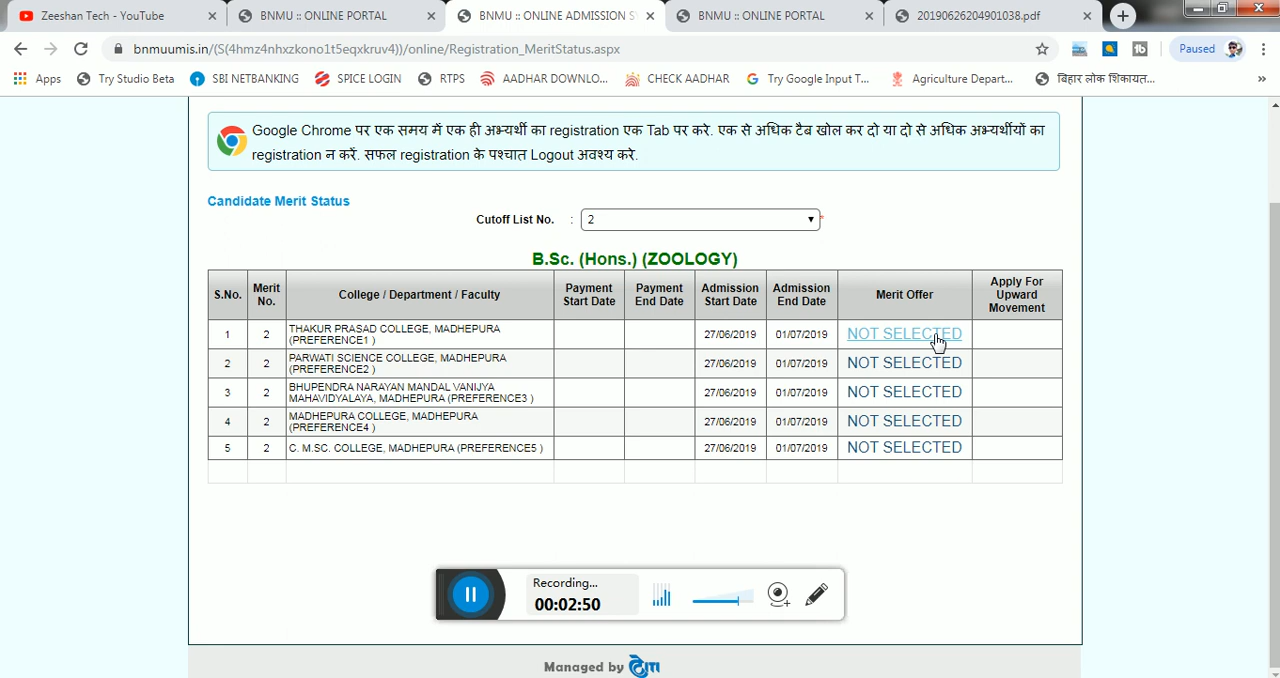 Zeeshan Tech - YouTube
BNMU :: ONLINE PORTAL
BNMU :: ONLINE ADMISSION S
BNMU :: ONLINE PORTAL
20190626204901038.pdf
bnmuumis.in/(S(4hmz4nhxzkono1t5eqxkruv4))/online/Registration_MeritStatus.aspx
Paused
Apps
Try Studio Beta
SBI NETBANKING
SPICE LOGIN
RTPS
AADHAR DOWNLO...
CHECK AADHAR
Try Google Input T...
Agriculture Depart...
बिहार लोक शिकायत...
Google Chrome पर एक समय में एक ही अभ्यर्थी का registration एक Tab पर करे. एक से अधिक टैब खोल कर दो या दो से अधिक अभ्यर्थीयों का
registration न करें. सफल registration के पश्चात Logout अवश्य करे.
Candidate Merit Status
Cutoff List No. : 2 *
B.Sc. (Hons.) (ZOOLOGY)
S.No. Merit No. College / Department / Faculty Payment Start Date Payment End Date Admission Start Date Admission End Date Merit Offer Apply For Upward Movement
1 2 THAKUR PRASAD COLLEGE, MADHEPURA (PREFERENCE1 ) 27/06/2019 01/07/2019 NOT SELECTED
2 2 PARWATI SCIENCE COLLEGE, MADHEPURA (PREFERENCE2 ) 27/06/2019 01/07/2019 NOT SELECTED
3 2 BHUPENDRA NARAYAN MANDAL VANIJYA MAHAVIDYALAYA, MADHEPURA (PREFERENCE3 ) 27/06/2019 01/07/2019 NOT SELECTED
4 2 MADHEPURA COLLEGE, MADHEPURA (PREFERENCE4 ) 27/06/2019 01/07/2019 NOT SELECTED
5 2 C. M.SC. COLLEGE, MADHEPURA (PREFERENCE5 ) 27/06/2019 01/07/2019 NOT SELECTED
Recording...
00:02:50
Managed by